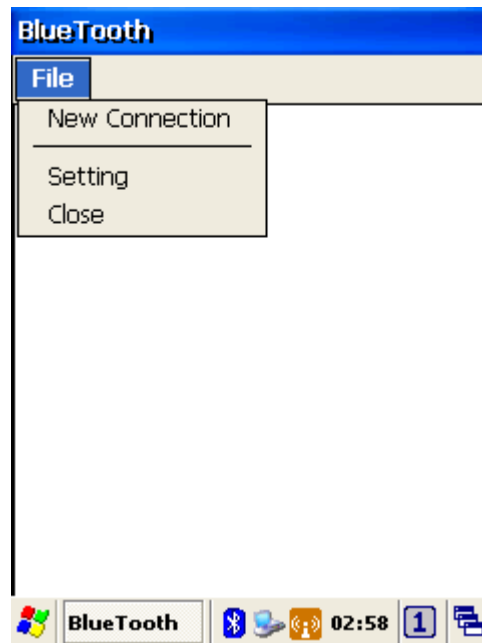 BlueTooth
File
New Connection
Setting
Close
BlueTooth 02:58 1